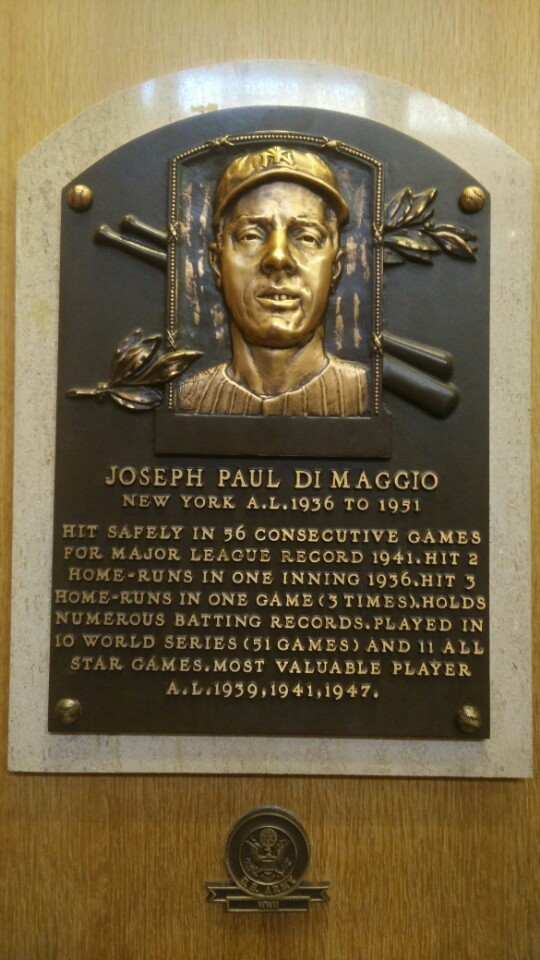 NY
JOSEPH PAUL DI MAGGIO
NEW YORK A.L. 1936 TO 1951
HIT SAFELY IN 56 CONSECUTIVE GAMES
FOR MAJOR LEAGUE RECORD 1941. HIT 2
HOME-RUNS IN ONE INNING 1936. HIT 3
HOME-RUNS IN ONE GAME (3 TIMES). HOLDS
NUMEROUS BATTING RECORDS. PLAYED IN
10 WORLD SERIES (51 GAMES) AND 11 ALL
STAR GAMES. MOST VALUABLE PLAYER
A.L. 1939, 1941, 1947.
U.S. ARMY
WWII